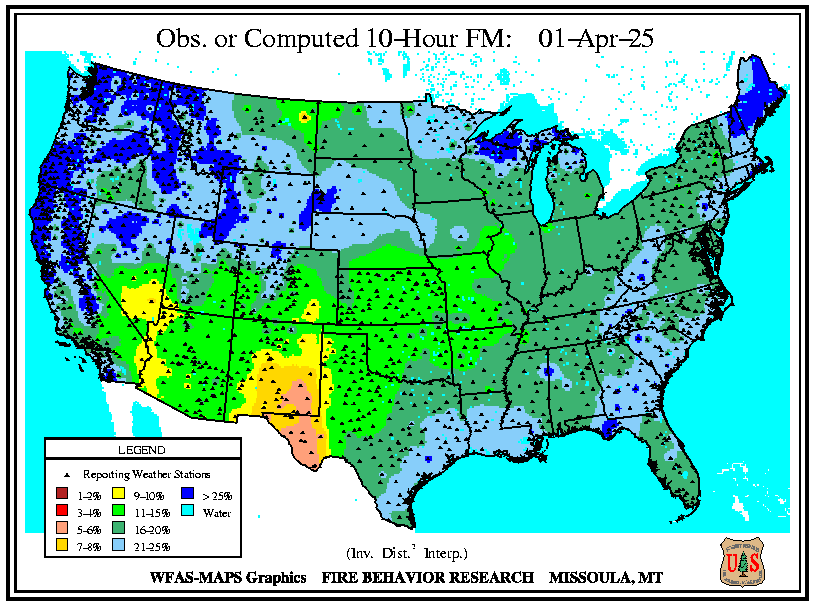 Obs. or Computed 10-Hour FM: 01-Apr-25
LEGEND
Reporting Weather Stations
1-2% 9-10% > 25%
3-4% 11-15% Water
5-6% 16-20%
7-8% 21-25%
(Inv. Dist.² Interp.)
WFAS-MAPS Graphics FIRE BEHAVIOR RESEARCH MISSOULA, MT
U S